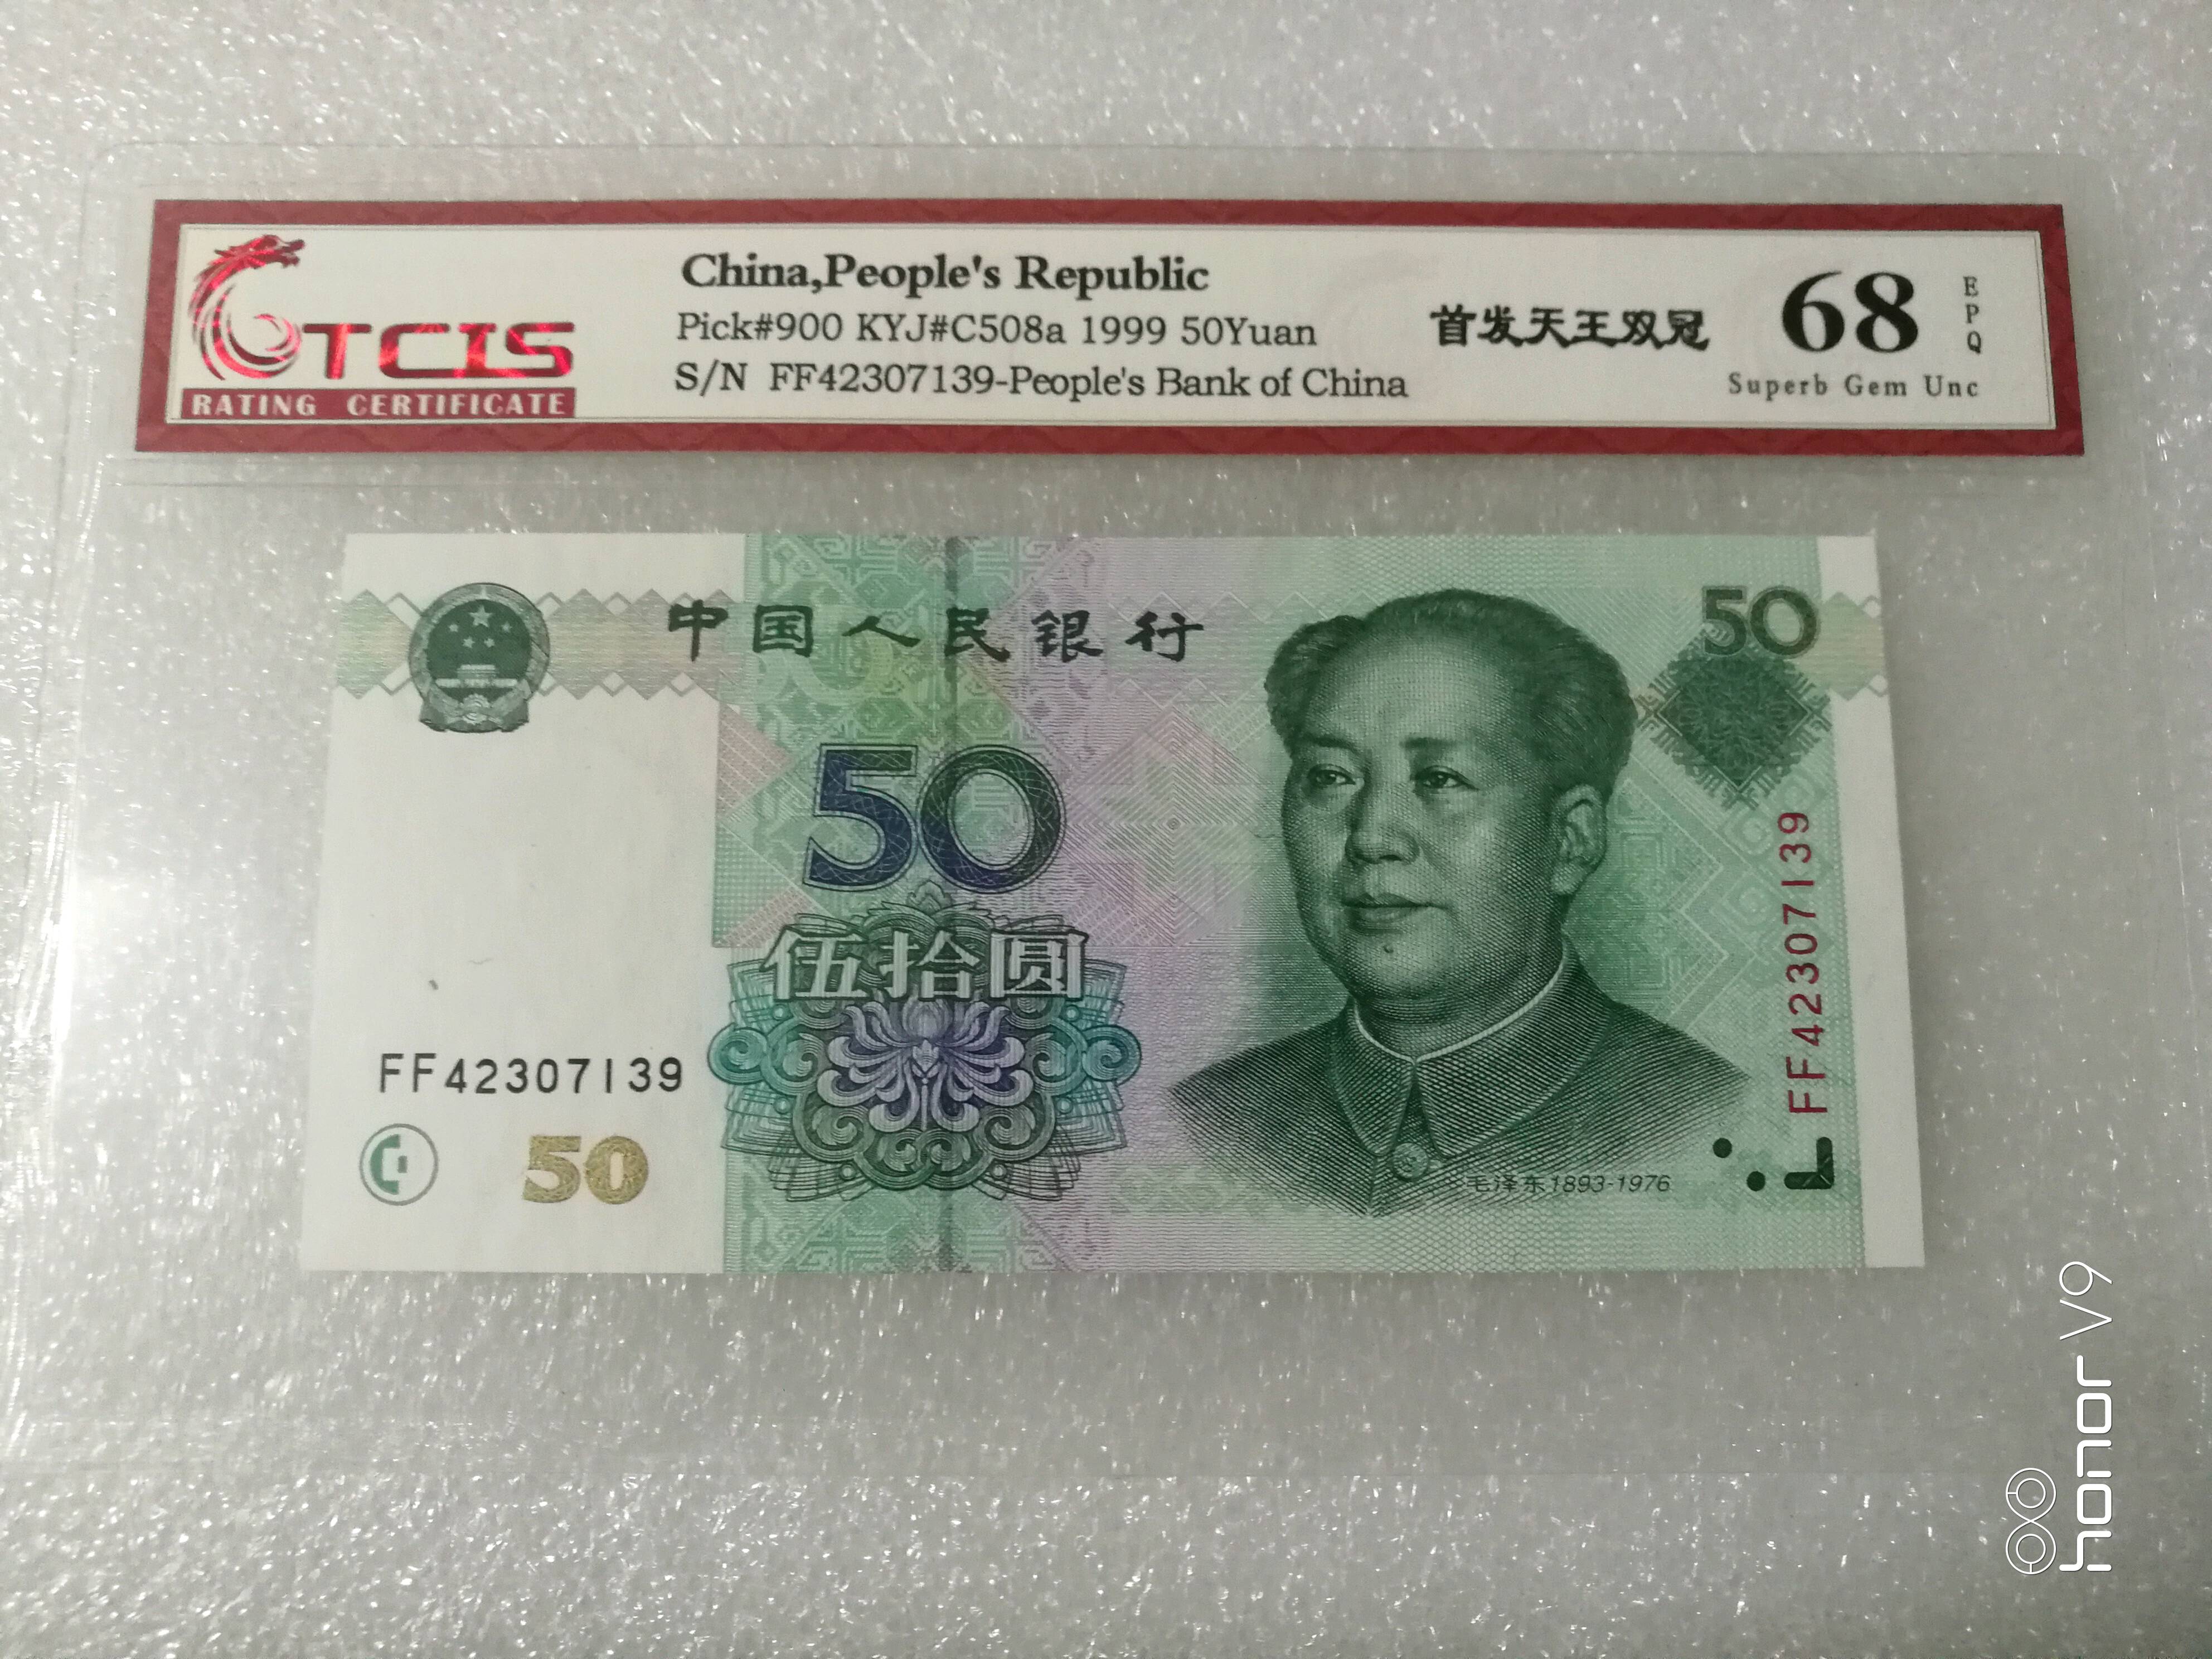 TCIS
RATING CERTIFICATE
China,People's Republic
Pick#900 KYJ#C508a 1999 50Yuan
S/N FF42307139-People's Bank of China
首发天王双冠
68
EPQ
Superb Gem Unc
中国人民银行
50
50
伍拾圆
FF42307139
50
毛泽东1893-1976
FF42307139
honor V9